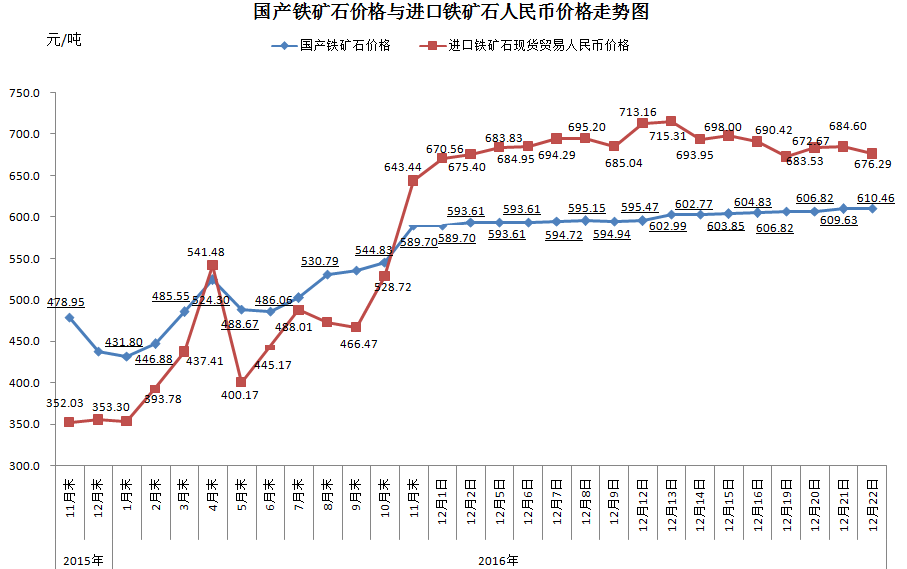 国产铁矿石价格与进口铁矿石人民币价格走势图
元/吨
国产铁矿石价格 进口铁矿石现货贸易人民币价格
750.0
700.0
650.0
600.0
550.0
500.0
450.0
400.0
350.0
300.0
478.95
431.80
446.88
485.55
524.30
488.67
486.06
530.79
544.83
589.70
589.70
593.61
593.61
593.61
594.72
595.15
594.94
595.47
602.99
602.77
603.85
604.83
606.82
606.82
609.63
610.46
352.03
353.30
393.78
437.41
541.48
400.17
445.17
488.01
466.47
528.72
643.44
670.56
675.40
683.83
684.95
694.29
695.20
685.04
713.16
715.31
693.95
698.00
690.42
672.67
683.53
684.60
676.29
11月末
12月末
1月末
2月末
3月末
4月末
5月末
6月末
7月末
8月末
9月末
10月末
11月末
12月1日
12月2日
12月5日
12月6日
12月7日
12月8日
12月9日
12月12日
12月13日
12月14日
12月15日
12月16日
12月19日
12月20日
12月21日
12月22日
2015年 2016年